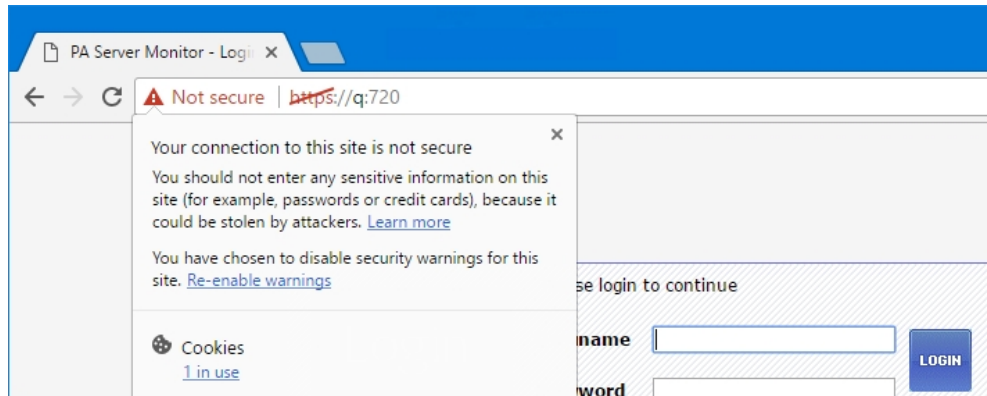 PA Server Monitor - Logi
Not secure | https://q:720
Your connection to this site is not secure
You should not enter any sensitive information on this
site (for example, passwords or credit cards), because it
could be stolen by attackers. Learn more
You have chosen to disable security warnings for this
site. Re-enable warnings
se login to continue
Cookies
1 in use
name
LOGIN
word